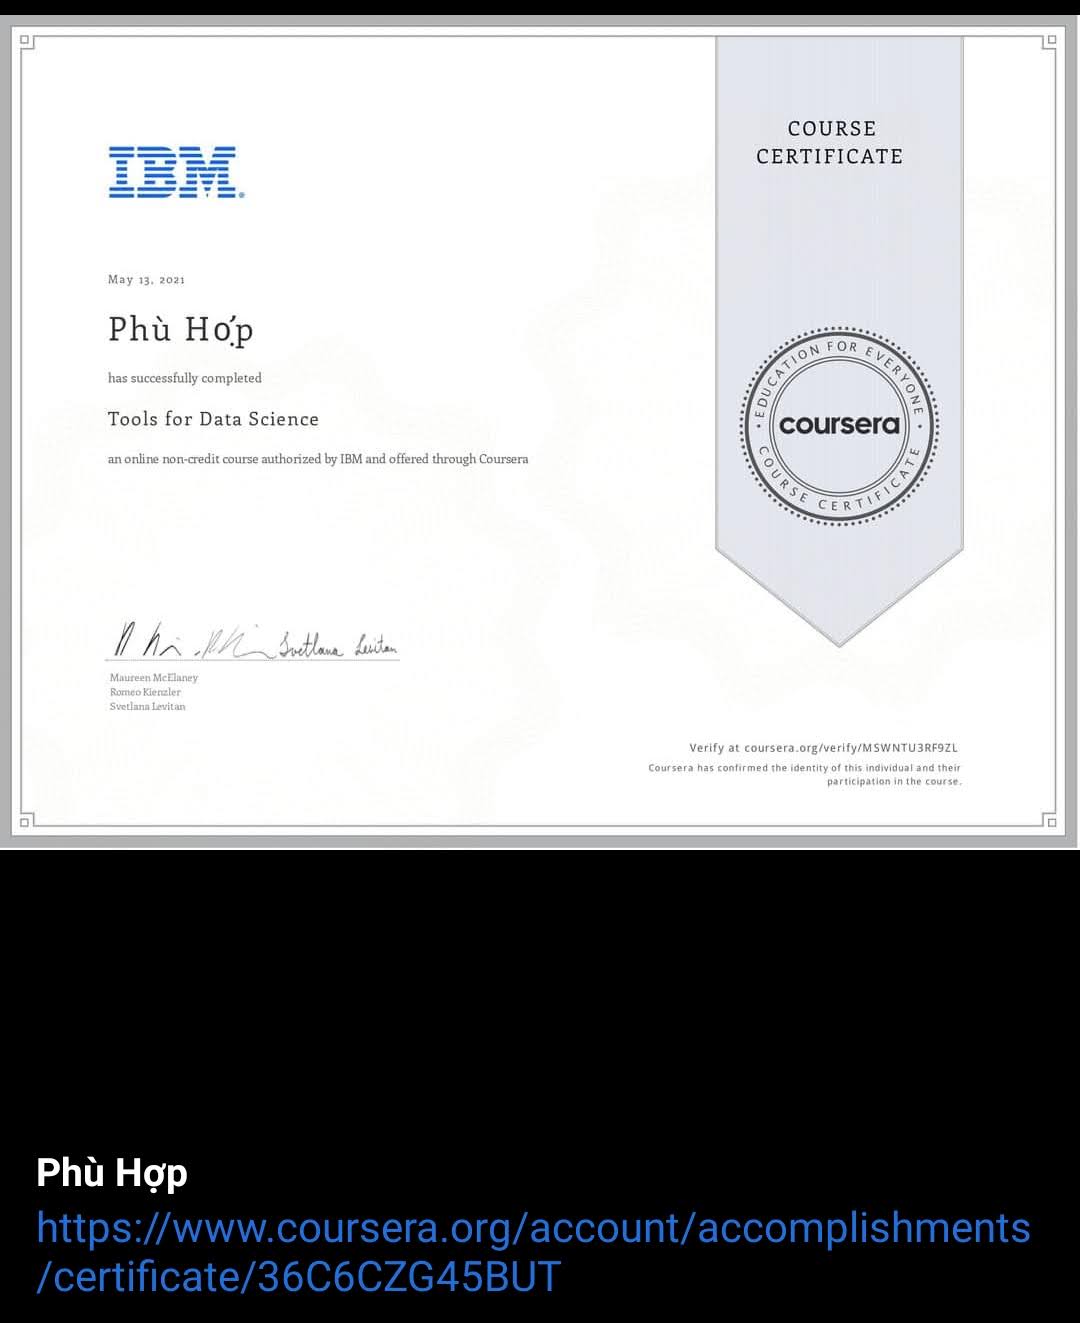 COURSE
CERTIFICATE
IBM
May 13, 2021
Phù Hợp
has successfully completed
Tools for Data Science
an online non-credit course authorized by IBM and offered through Coursera
EDUCATION FOR EVERYONE
coursera
COURSE CERTIFICATE
Svetlana Levitan
Maureen McElaney
Romeo Kienzler
Svetlana Levitan
Verify at coursera.org/verify/MSWNTU3RF9ZL
Coursera has confirmed the identity of this individual and their
participation in the course.
Phù Hợp
https://www.coursera.org/account/accomplishments
/certificate/36C6CZG45BUT